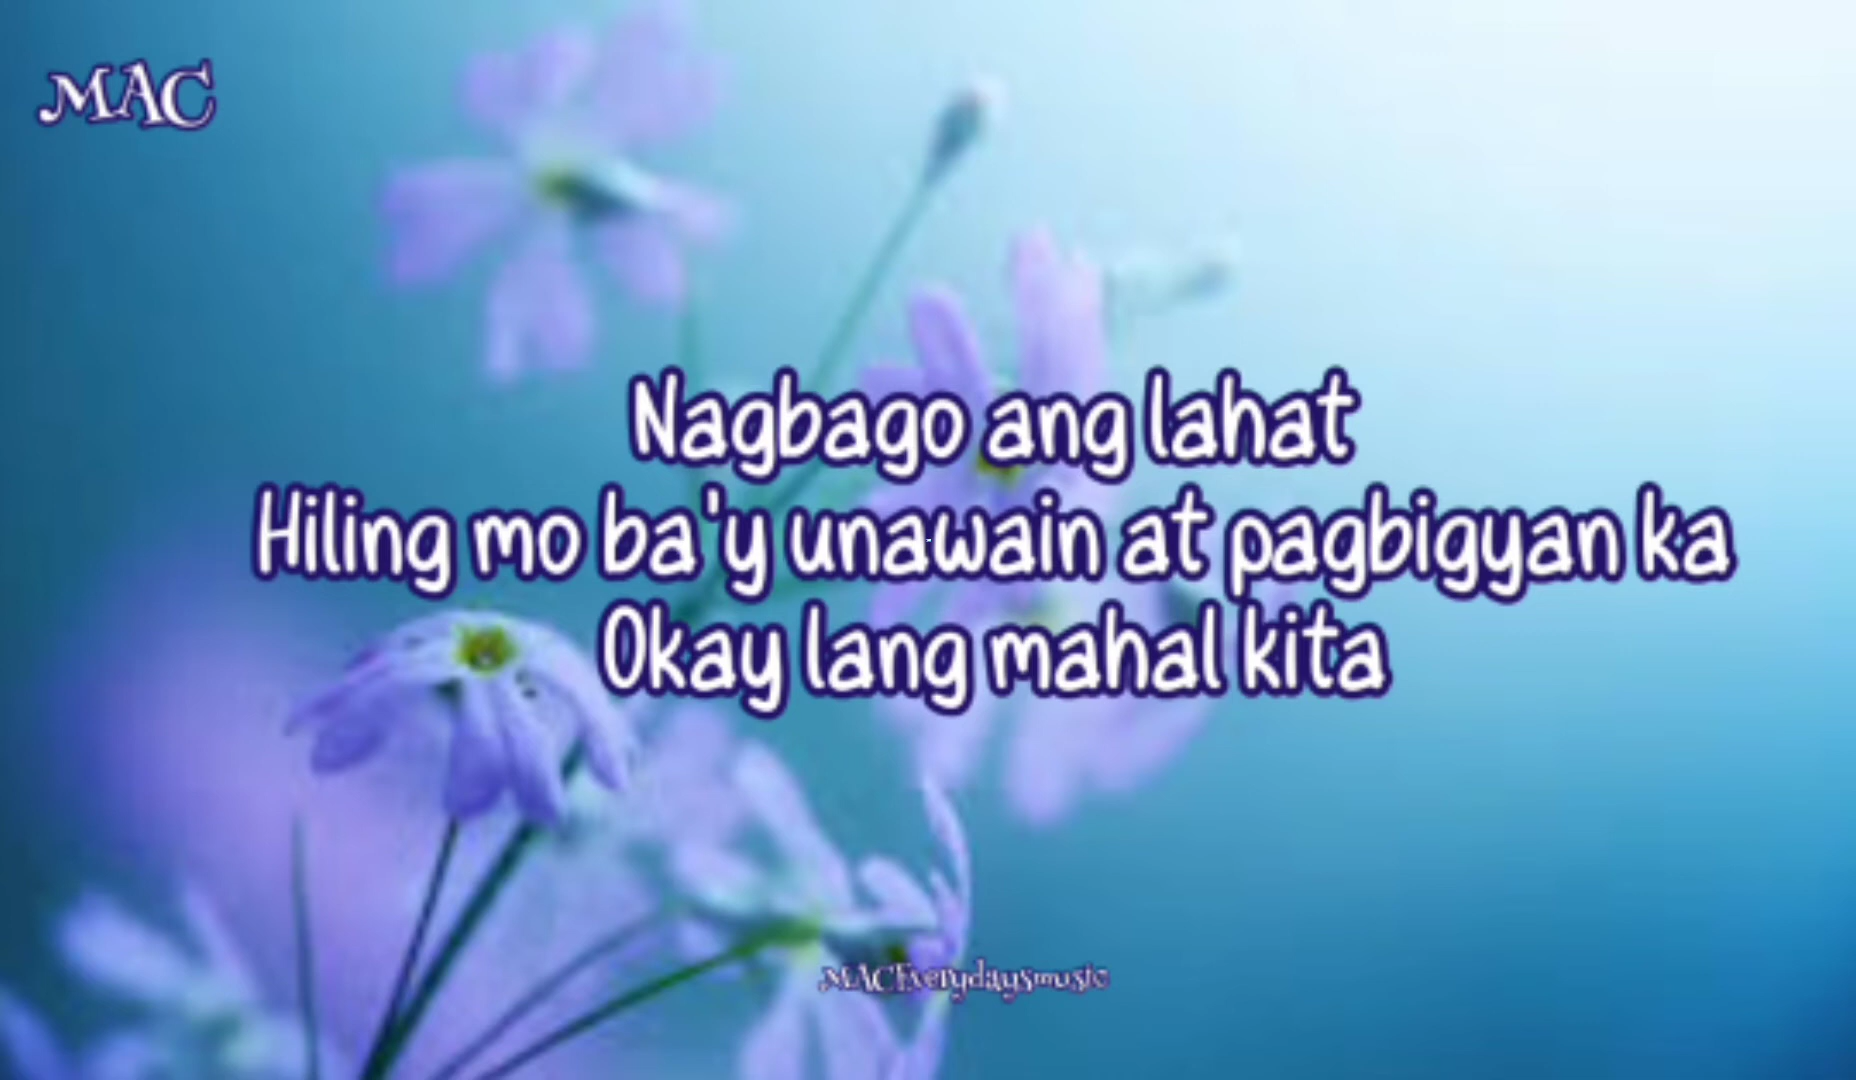 MAC
Nagbago ang lahat
Hiling mo ba'y unawain at pagbigyan ka
Okay lang mahal kita
MACEverydaysmusic